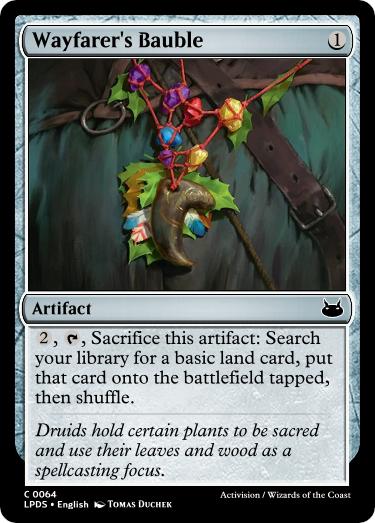 Wayfarer's Bauble 1
Artifact
2, , Sacrifice this artifact: Search
your library for a basic land card, put
that card onto the battlefield tapped,
then shuffle.
Druids hold certain plants to be sacred
and use their leaves and wood as a
spellcasting focus.
C 0064
LPDS • English Tomas Duchek
Activision / Wizards of the Coast